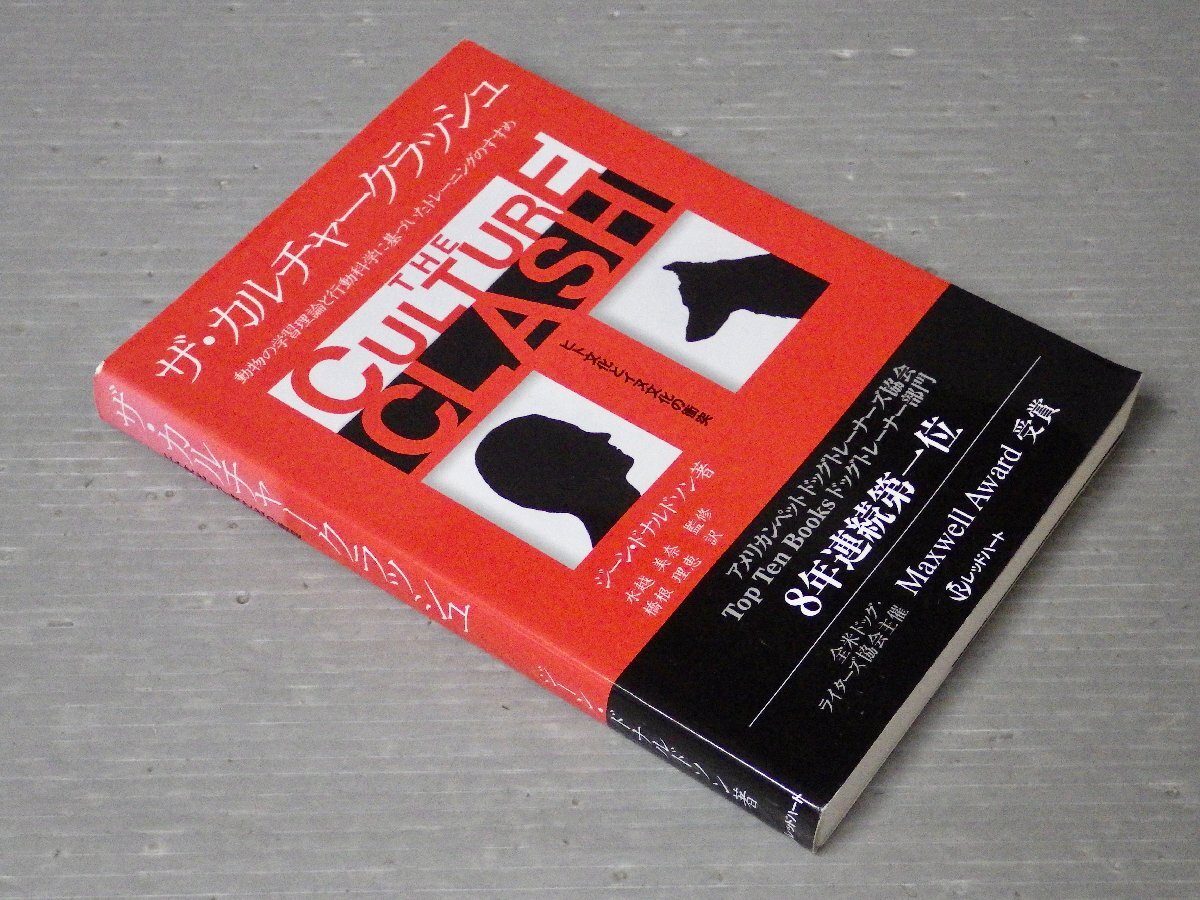 ザ・カルチャークラッシュ
動物の学習理論と行動科学に基づいたトレーニングのすすめ
THE
CULTURE
CLASH
ヒト文化とイヌ文化の衝突
ジーン・ドナルドソン 著
水越 美奈 監修
橋根 理恵 訳
アメリカンペットドッグトレーナーズ協会
Top Ten Books ドッグトレーナー部門
8年連続第一位
全米ドッグ
ライターズ協会主催
Maxwell Award 受賞
レッドハート
ザ・カルチャークラッシュ
ジーン・ドナルドソン 著
レッドハート